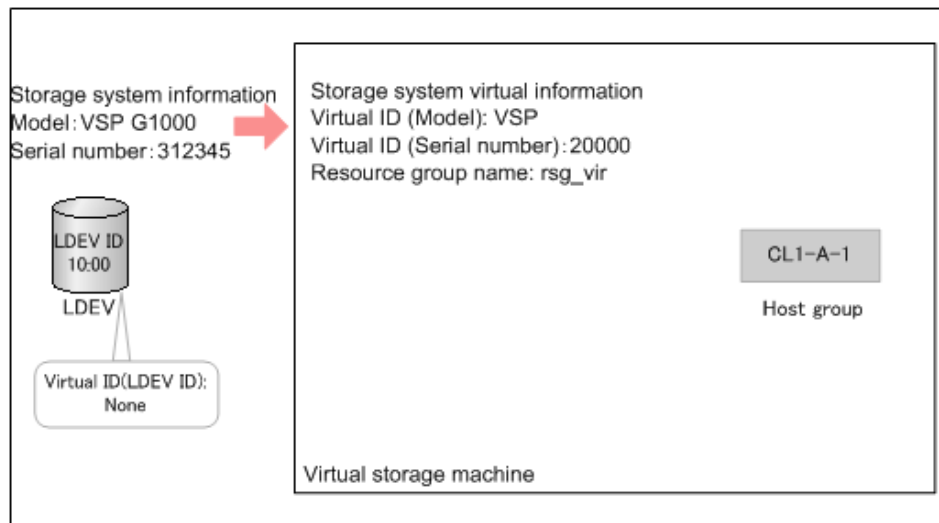 Storage system information
Model:VSP G1000
Serial number:312345
LDEV ID
10:00
LDEV
Virtual ID(LDEV ID):
None
Storage system virtual information
Virtual ID (Model): VSP
Virtual ID (Serial number):20000
Resource group name: rsg_vir
CL1-A-1
Host group
Virtual storage machine